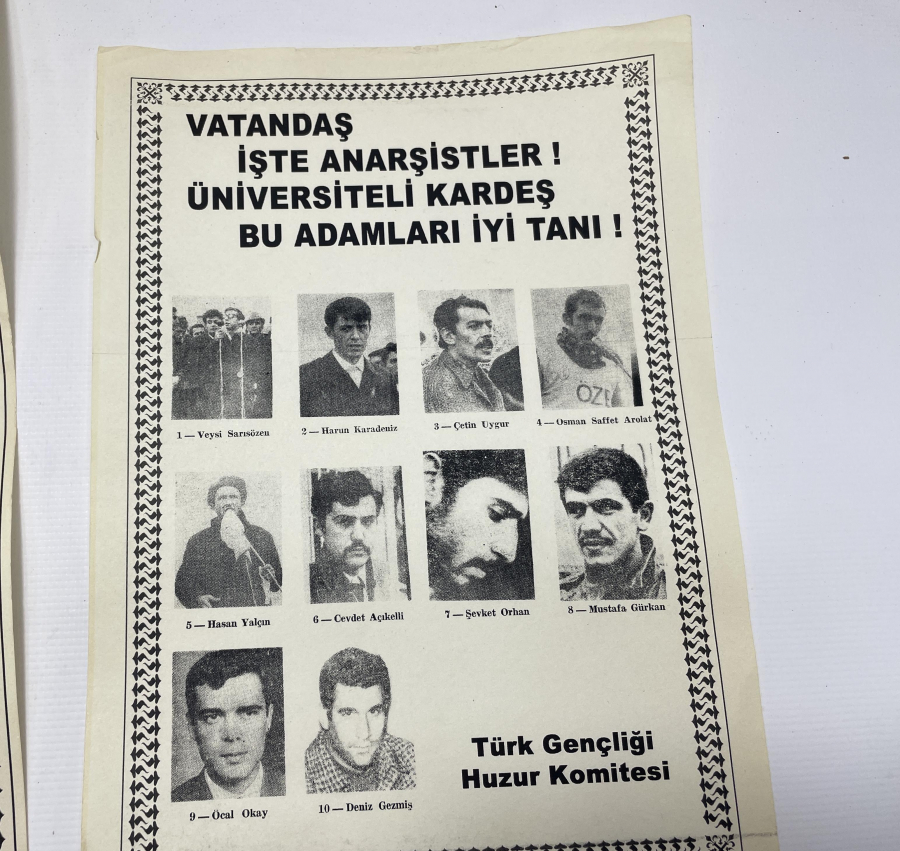 VATANDAŞ
İŞTE ANARŞİSTLER !
ÜNİVERSİTELİ KARDEŞ
BU ADAMLARI İYİ TANI !
OZ
1 — Veysi Sarısözen
2 — Harun Karadeniz
3 — Çetin Uygur
4 — Osman Saffet Arolat
5 — Hasan Yalçın
6 — Cevdet Açıkelli
7 — Şevket Orhan
8 — Mustafa Gürkan
9 — Öcal Okay
10 — Deniz Gezmiş
Türk Gençliği
Huzur Komitesi